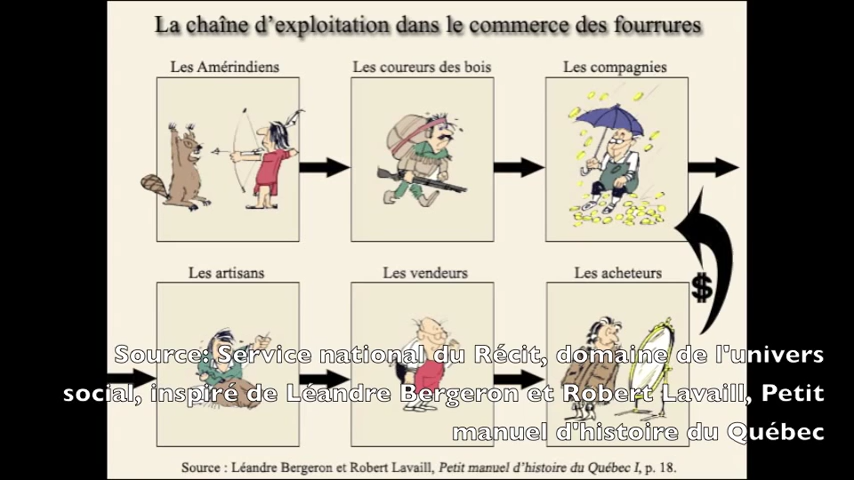 La chaîne d'exploitation dans le commerce des fourrures
Les Amérindiens
Les coureurs des bois
Les compagnies
$
Les artisans
Les vendeurs
Les acheteurs
Source: Service national du Récit, domaine de l'univers
social, inspiré de Léandre Bergeron et Robert Lavaill, Petit
manuel d'histoire du Québec
Source : Léandre Bergeron et Robert Lavaill, Petit manuel d'histoire du Québec I, p. 18.